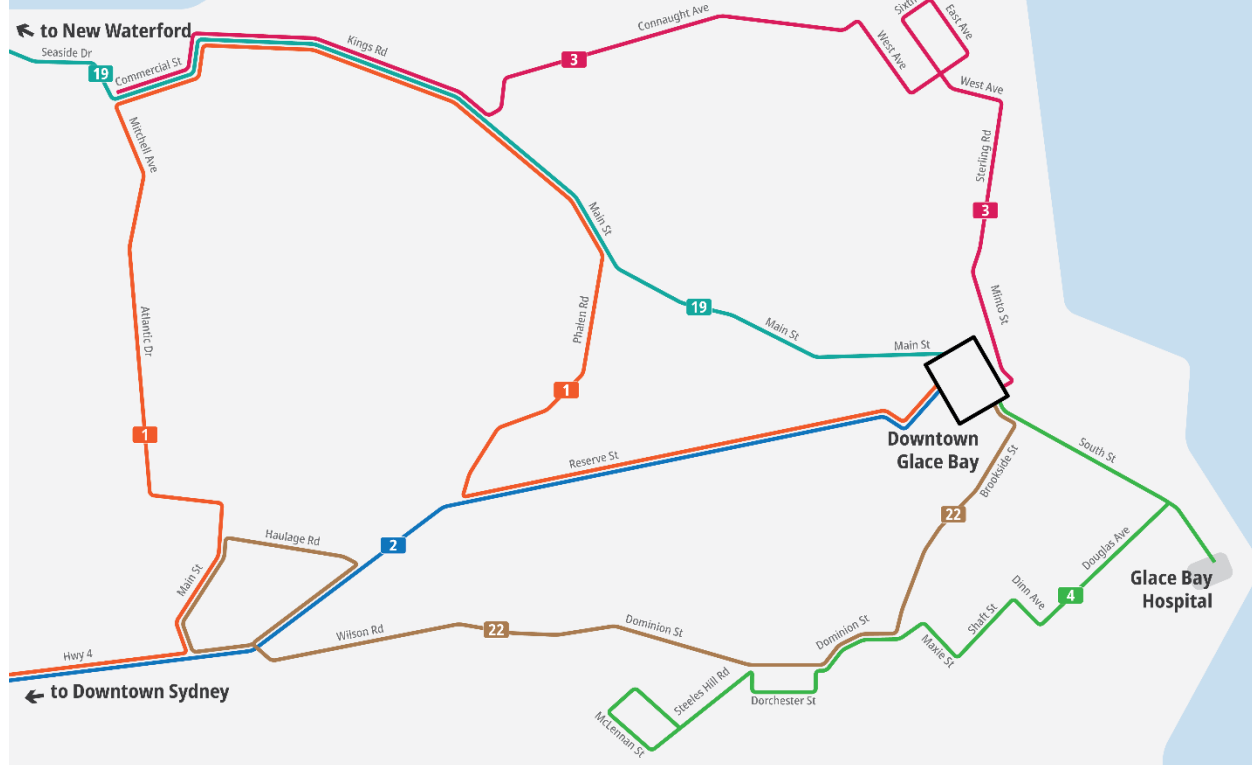 to New Waterford
Seaside Dr
19
Commercial St
Kings Rd
Connaught Ave
3
Sixth
East Ave
West Ave
West Ave
Mitchell Ave
Sterling Rd
3
Main St
Minto St
19
Main St
Main St
Atlantic Dr
Phalen Rd
1
1
Downtown
Glace Bay
Reserve St
South St
Brookside St
22
2
Haulage Rd
Main St
Douglas Ave
Glace Bay
Hospital
4
Dinn Ave
Shaft St
Maxie St
Dominion St
Dominion St
22
Wilson Rd
Hwy 4
to Downtown Sydney
Steeles Hill Rd
Dorchester St
McLennan St